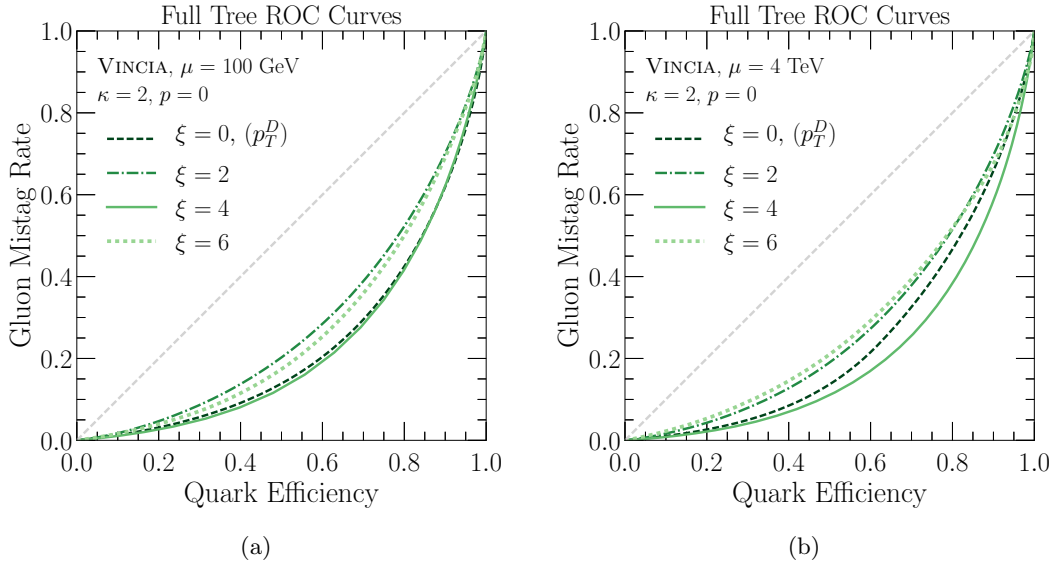 Full Tree ROC Curves
VINCIA, μ = 100 GeV
κ = 2, p = 0
ξ = 0, (p_T^D)
ξ = 2
ξ = 4
ξ = 6
Gluon Mistag Rate
1.0
0.8
0.6
0.4
0.2
0.0
0.0 0.2 0.4 0.6 0.8 1.0
Quark Efficiency
(a)
Full Tree ROC Curves
VINCIA, μ = 4 TeV
κ = 2, p = 0
ξ = 0, (p_T^D)
ξ = 2
ξ = 4
ξ = 6
Gluon Mistag Rate
1.0
0.8
0.6
0.4
0.2
0.0
0.0 0.2 0.4 0.6 0.8 1.0
Quark Efficiency
(b)